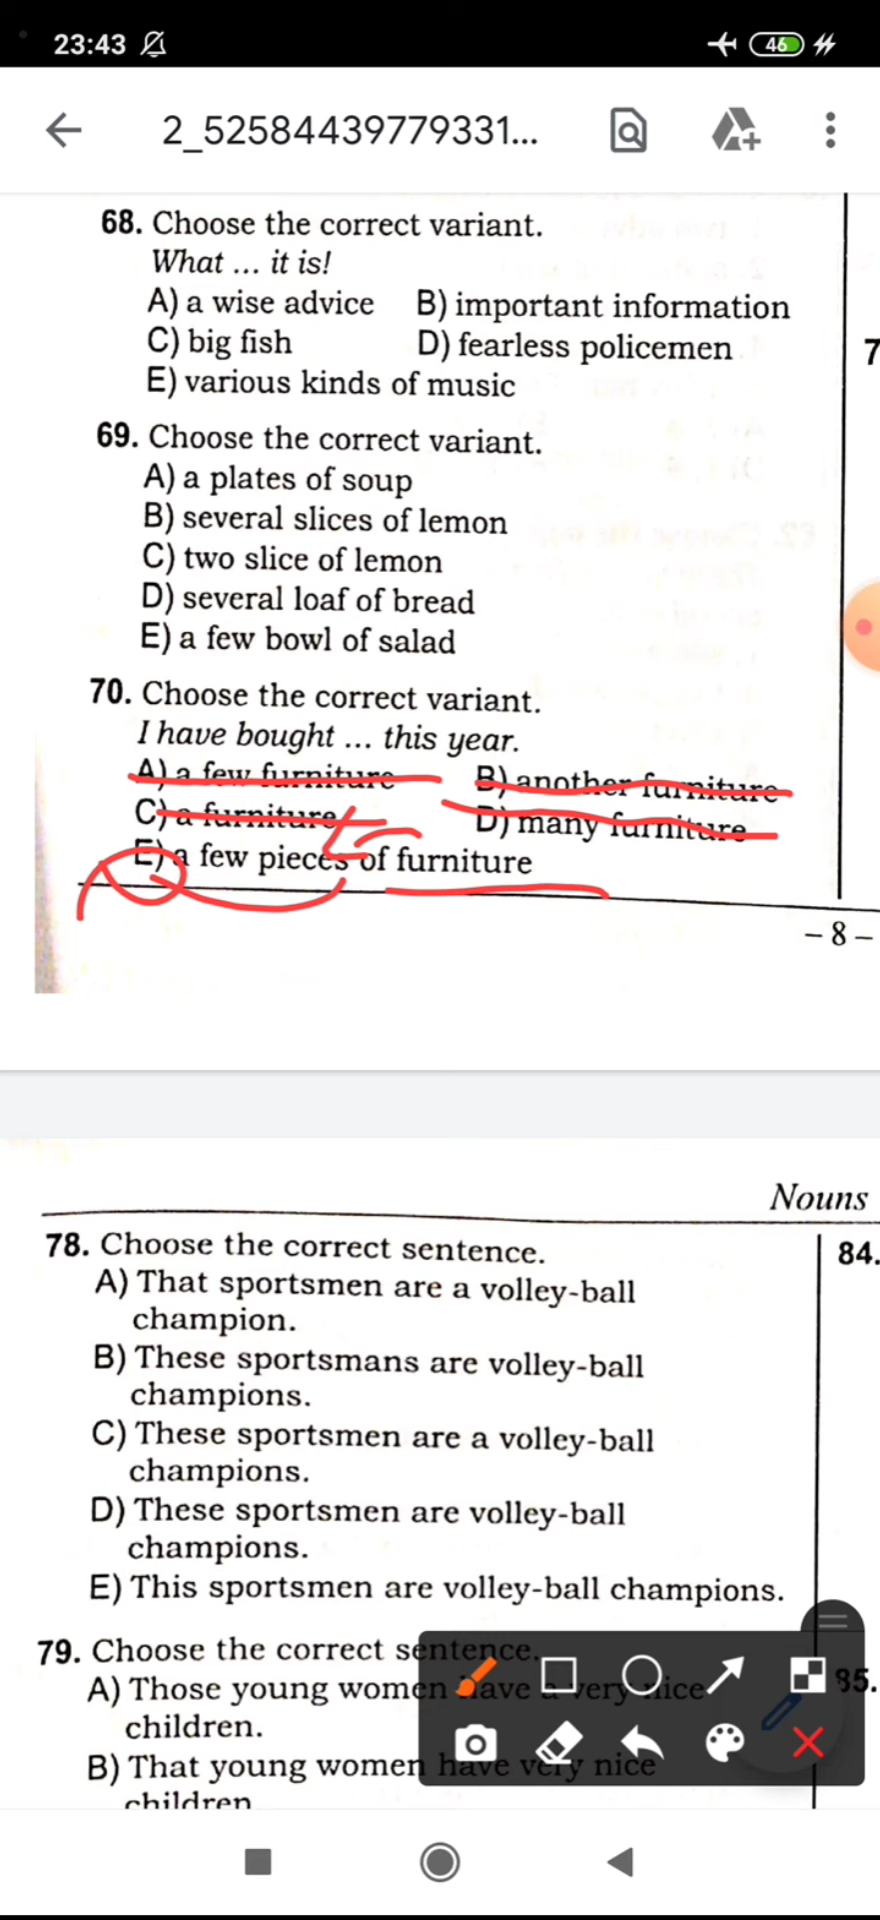 23:43
46
2_52584439779331...
68. Choose the correct variant.
What ... it is!
A) a wise advice B) important information
C) big fish D) fearless policemen
E) various kinds of music
7
69. Choose the correct variant.
A) a plates of soup
B) several slices of lemon
C) two slice of lemon
D) several loaf of bread
E) a few bowl of salad
70. Choose the correct variant.
I have bought ... this year.
A) a few furniture B) another furniture
C) a furniture D) many furniture
E) a few pieces of furniture
– 8 –
Nouns
78. Choose the correct sentence.
A) That sportsmen are a volley-ball
champion.
B) These sportsmans are volley-ball
champions.
C) These sportsmen are a volley-ball
champions.
D) These sportsmen are volley-ball
champions.
E) This sportsmen are volley-ball champions.
84.
79. Choose the correct sentence.
A) Those young women have a very nice
children.
85.
B) That young women have very nice
children